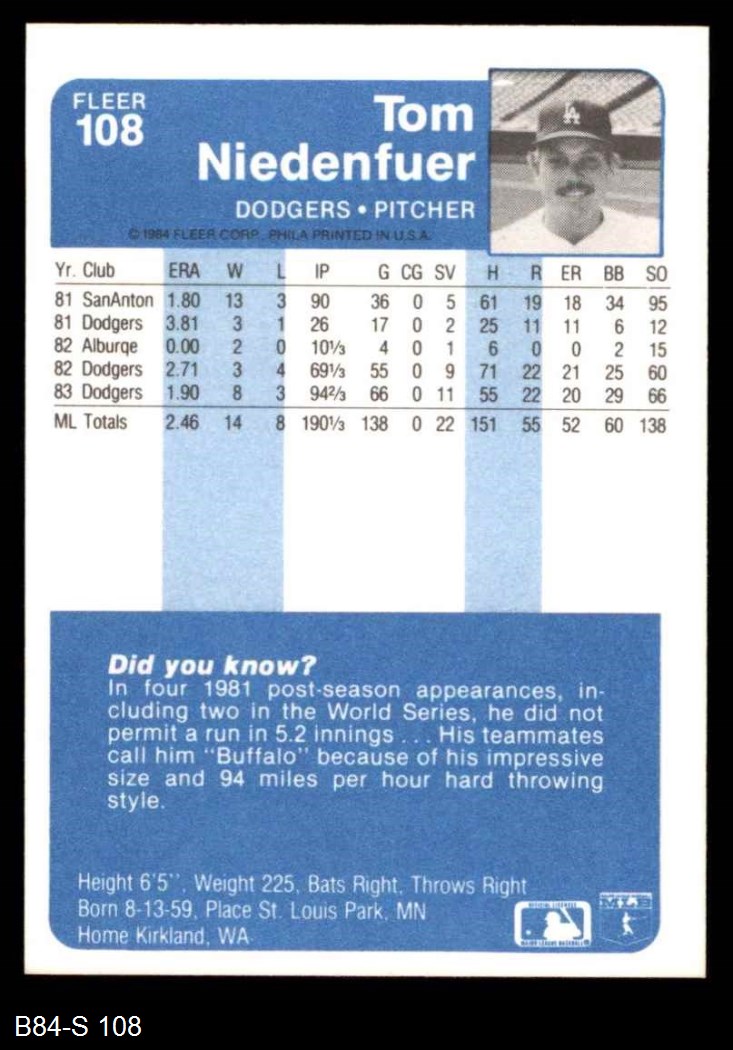 FLEER
108
Tom
Niedenfuer
DODGERS • PITCHER
© 1984 FLEER CORP. PHILA PRINTED IN U.S.A.
LA
Yr. Club ERA W L IP G CG SV H R ER BB SO
81 SanAnton 1.80 13 3 90 36 0 5 61 19 18 34 95
81 Dodgers 3.81 3 1 26 17 0 2 25 11 11 6 12
82 Alburqe 0.00 2 0 10⅓ 4 0 1 6 0 0 2 15
82 Dodgers 2.71 3 4 69⅓ 55 0 9 71 22 21 25 60
83 Dodgers 1.90 8 3 94⅔ 66 0 11 55 22 20 29 66
ML Totals 2.46 14 8 190⅓ 138 0 22 151 55 52 60 138
Did you know?
In four 1981 post-season appearances, in-
cluding two in the World Series, he did not
permit a run in 5.2 innings . . . His teammates
call him "Buffalo" because of his impressive
size and 94 miles per hour hard throwing
style.
Height 6'5", Weight 225, Bats Right, Throws Right
Born 8-13-59, Place St. Louis Park, MN
Home Kirkland, WA
OFFICIAL LICENSEE
MAJOR LEAGUE BASEBALL
B84-S 108